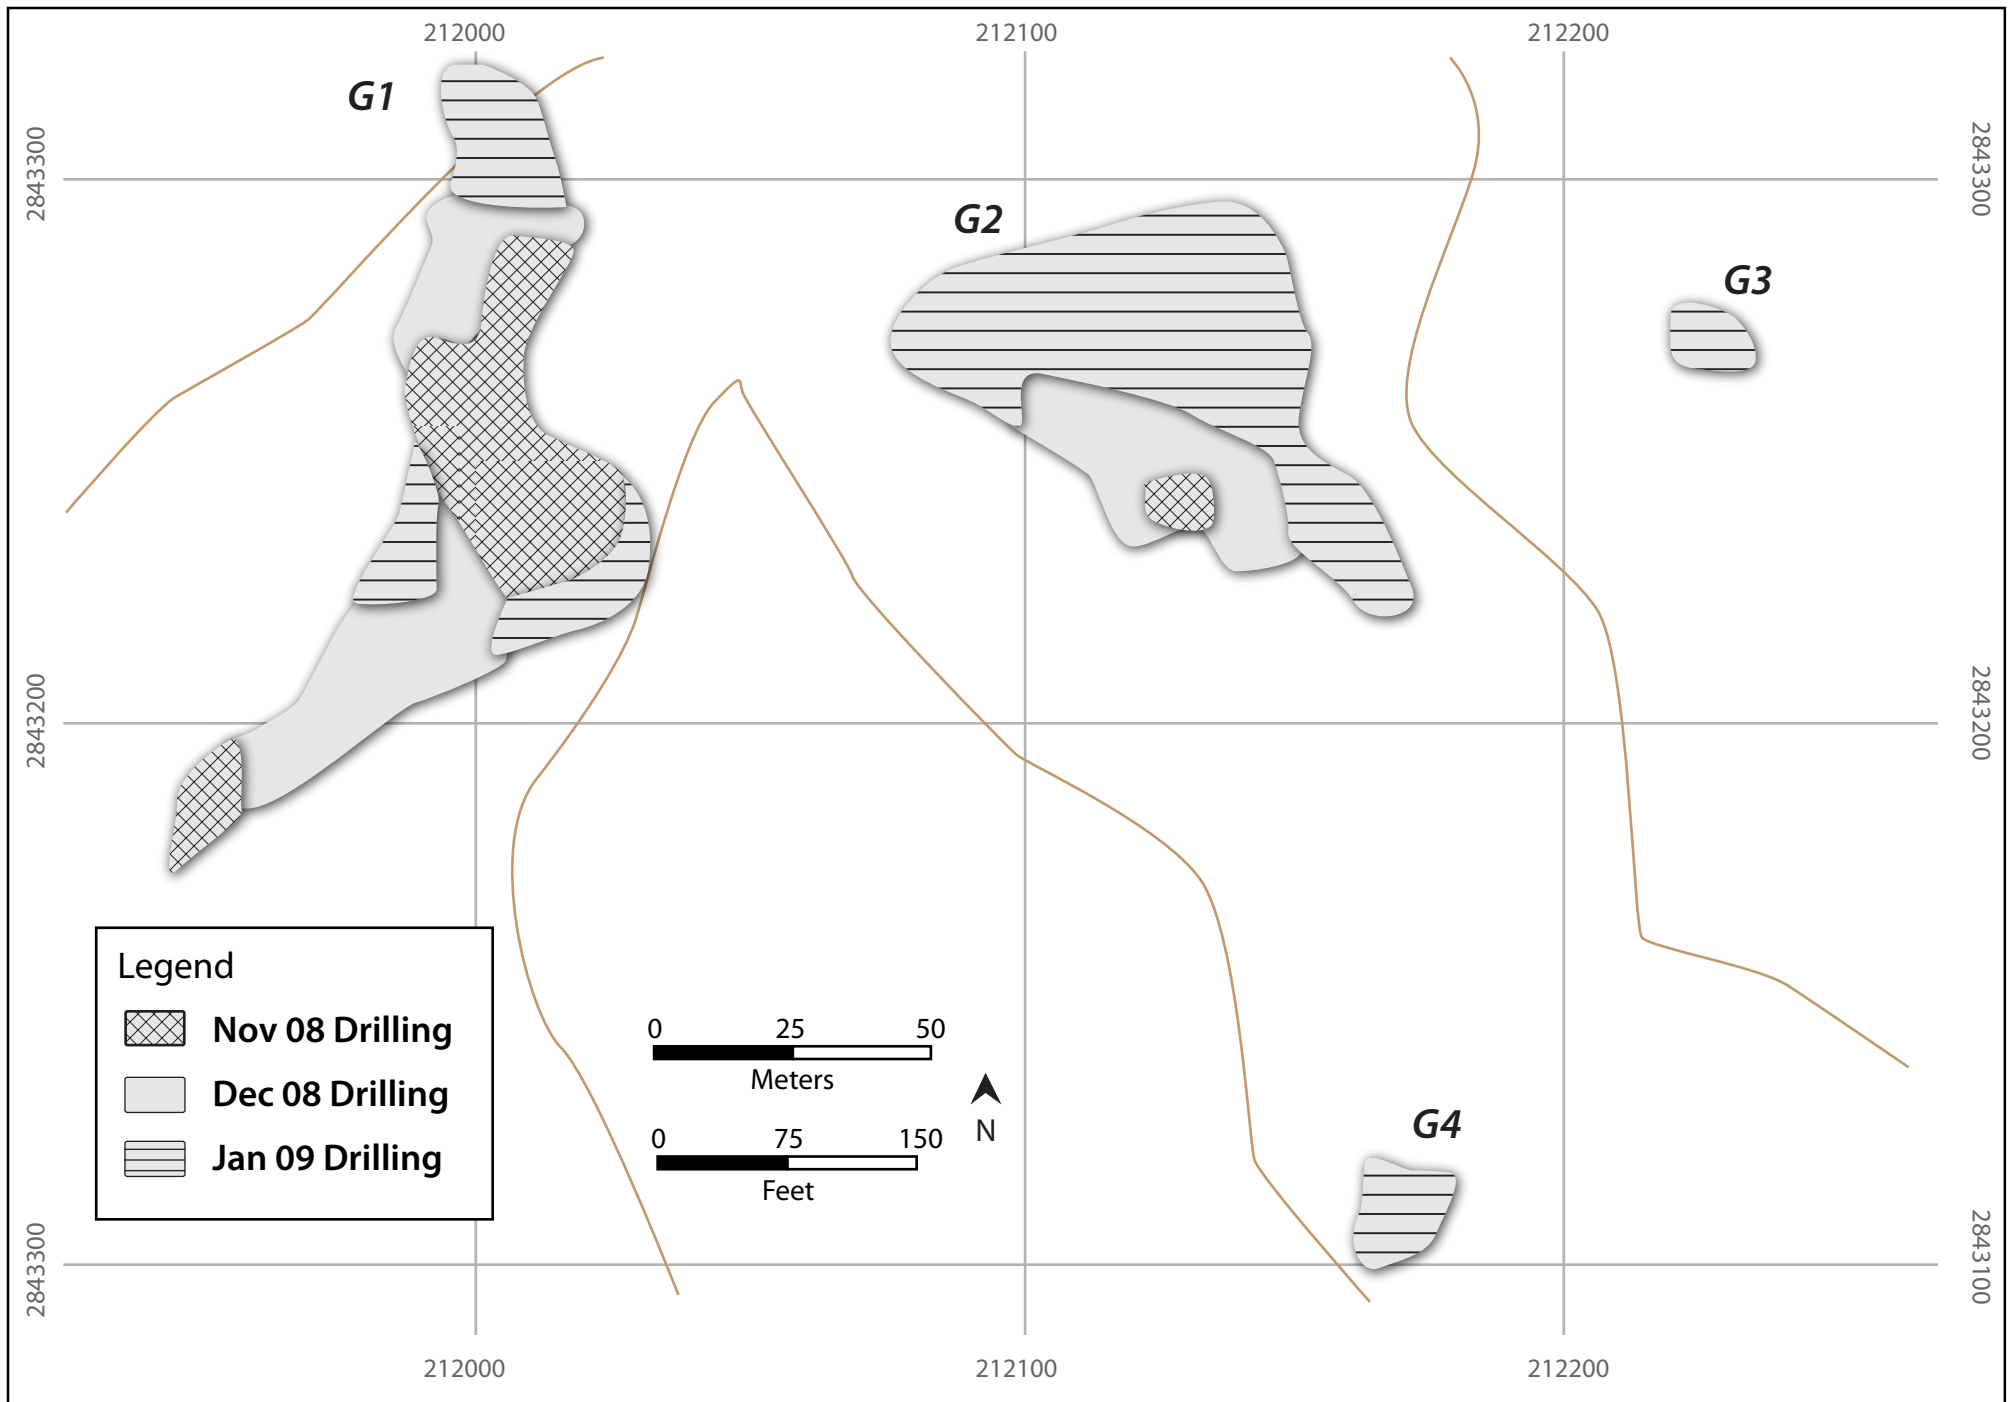 212000 212100 212200
G1
2843300 2843300
G2
G3
2843200 2843200
Legend
Nov 08 Drilling
Dec 08 Drilling
Jan 09 Drilling
0 25 50
Meters
0 75 150
Feet
N
G4
2843300 2843100
212000 212100 212200